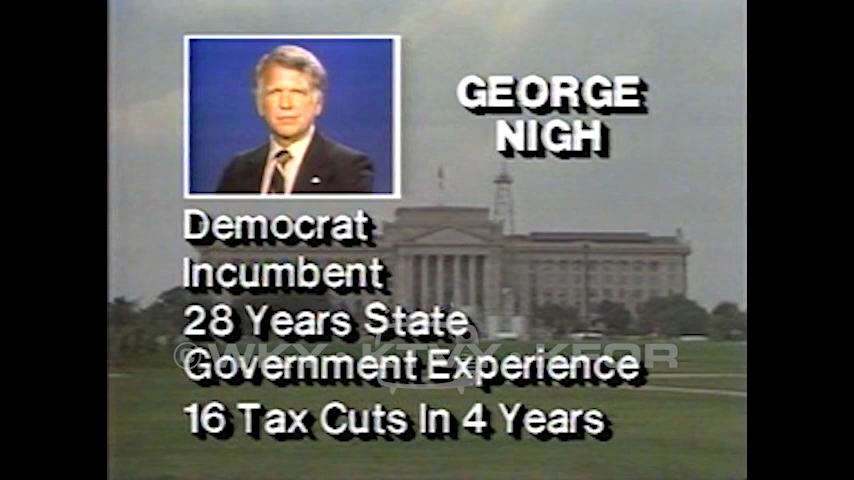 GEORGE
NIGH
Democrat
Incumbent
28 Years State
©WKY KTVY KFOR
Government Experience
16 Tax Cuts In 4 Years